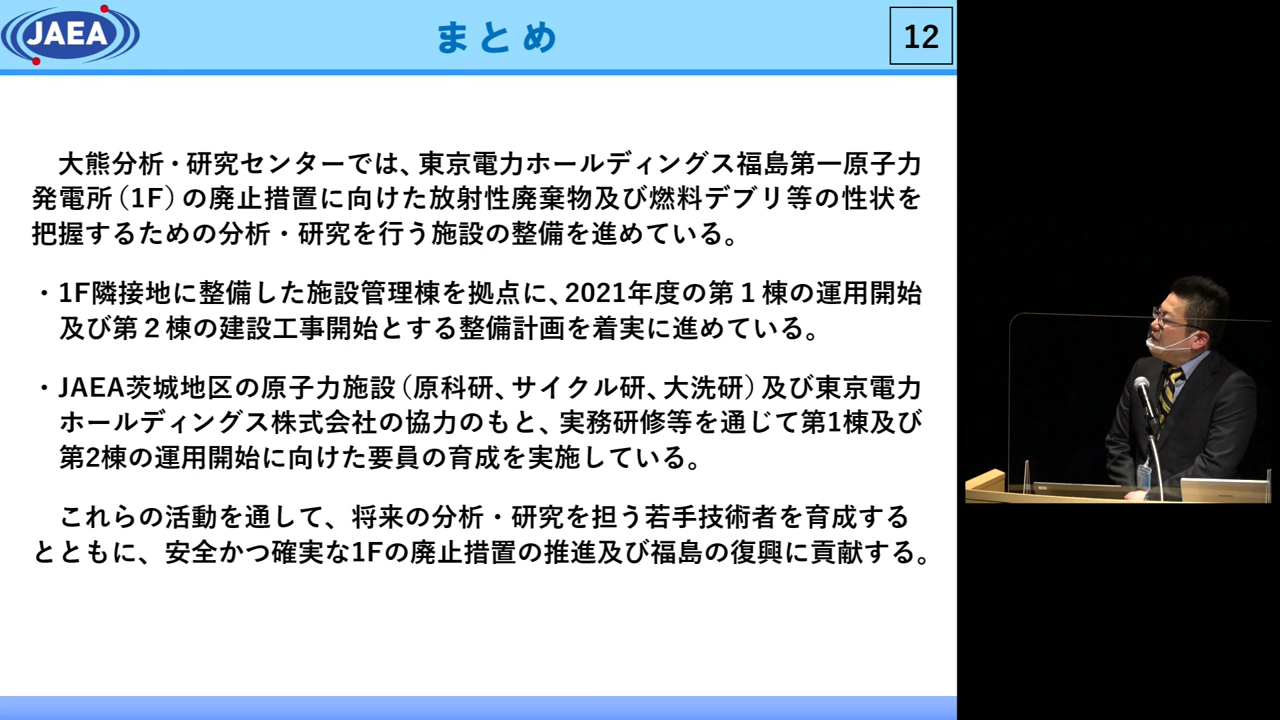 JAEA
まとめ
12
大熊分析・研究センターでは、東京電力ホールディングス福島第一原子力
発電所(1F)の廃止措置に向けた放射性廃棄物及び燃料デブリ等の性状を
把握するための分析・研究を行う施設の整備を進めている。
・1F隣接地に整備した施設管理棟を拠点に、2021年度の第1棟の運用開始
及び第2棟の建設工事開始とする整備計画を着実に進めている。
・JAEA茨城地区の原子力施設(原科研、サイクル研、大洗研)及び東京電力
ホールディングス株式会社の協力のもと、実務研修等を通じて第1棟及び
第2棟の運用開始に向けた要員の育成を実施している。
これらの活動を通して、将来の分析・研究を担う若手技術者を育成する
とともに、安全かつ確実な1Fの廃止措置の推進及び福島の復興に貢献する。